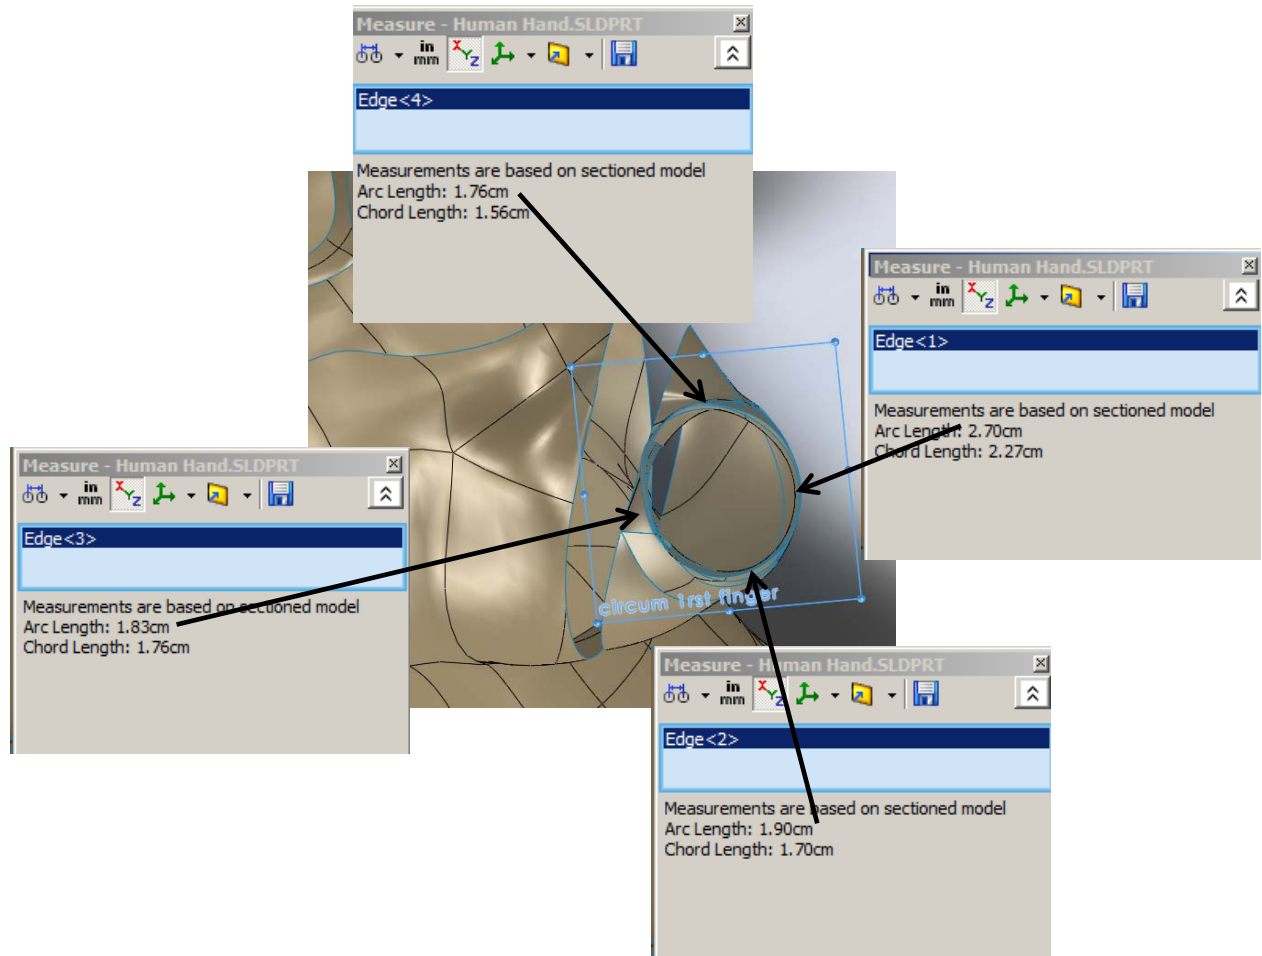 Measure - Human Hand.SLDPRT
in
mm
X Y Z
Edge<4>
Measurements are based on sectioned model
Arc Length: 1.76cm
Chord Length: 1.56cm
Measure - Human Hand.SLDPRT
in
mm
X Y Z
Edge<1>
Measurements are based on sectioned model
Arc Length: 2.70cm
Chord Length: 2.27cm
Measure - Human Hand.SLDPRT
in
mm
X Y Z
Edge<3>
Measurements are based on sectioned model
Arc Length: 1.83cm
Chord Length: 1.76cm
circum 1rst finger
Measure - Human Hand.SLDPRT
in
mm
X Y Z
Edge<2>
Measurements are based on sectioned model
Arc Length: 1.90cm
Chord Length: 1.70cm